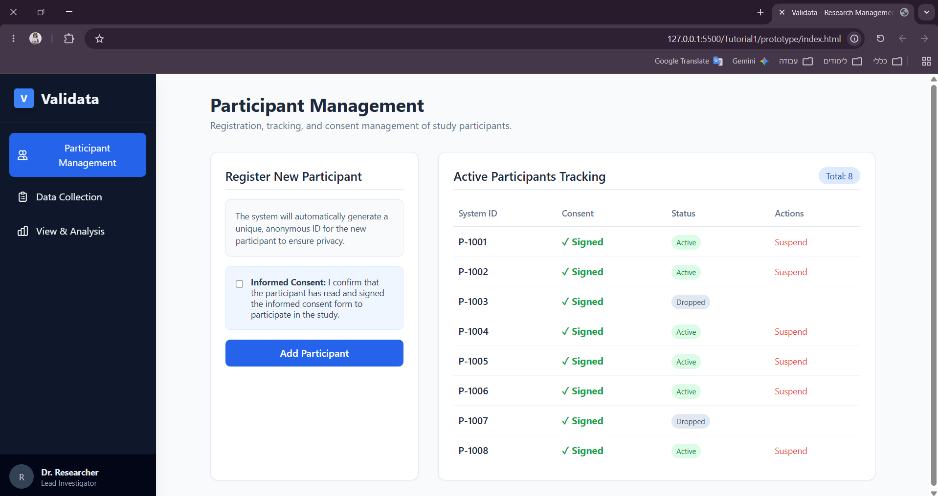 Validata - Research Manageme
127.0.0.1:5500/Tutorial1/prototype/index.html
Google Translate
Gemini
עבודה
לימודים
כללי
V Validata
Participant Management
Registration, tracking, and consent management of study participants.
Participant
Management
Data Collection
View & Analysis
Register New Participant
The system will automatically generate a
unique, anonymous ID for the new
participant to ensure privacy.
Informed Consent: I confirm that
the participant has read and signed
the informed consent form to
participate in the study.
Add Participant
Active Participants Tracking
Total: 8
System ID Consent Status Actions
P-1001 ✓ Signed Active Suspend
P-1002 ✓ Signed Active Suspend
P-1003 ✓ Signed Dropped
P-1004 ✓ Signed Active Suspend
P-1005 ✓ Signed Active Suspend
P-1006 ✓ Signed Active Suspend
P-1007 ✓ Signed Dropped
P-1008 ✓ Signed Active Suspend
R
Dr. Researcher
Lead Investigator